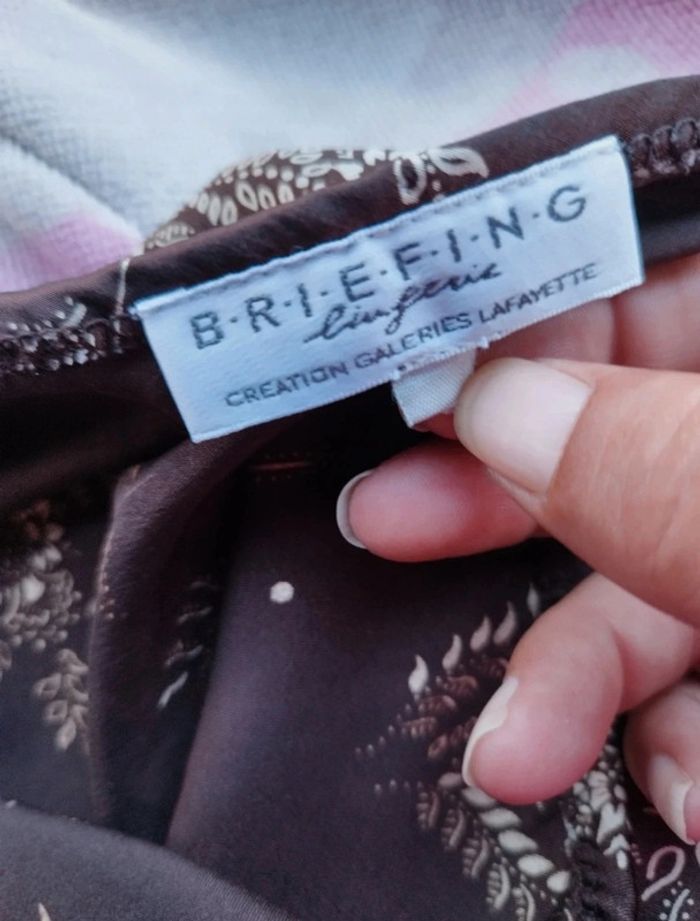 B·R·I·E·F·I·N·G
lingerie
CREATION GALERIES LAFAYETTE